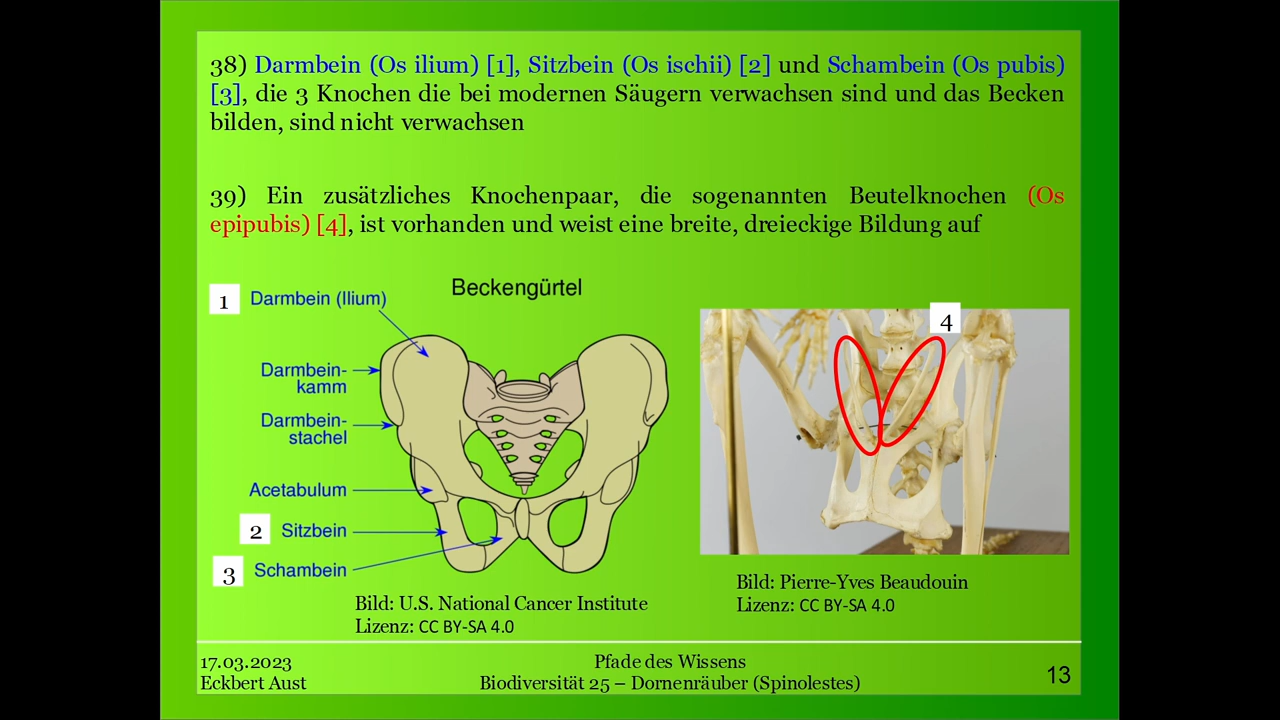 38) Darmbein (Os ilium) [1], Sitzbein (Os ischii) [2] und Schambein (Os pubis)
[3], die 3 Knochen die bei modernen Säugern verwachsen sind und das Becken
bilden, sind nicht verwachsen
39) Ein zusätzliches Knochenpaar, die sogenannten Beutelknochen (Os
epipubis) [4], ist vorhanden und weist eine breite, dreieckige Bildung auf
Beckengürtel
1 Darmbein (Ilium)
Darmbein-
kamm
Darmbein-
stachel
Acetabulum
2 Sitzbein
3 Schambein
4
Bild: U.S. National Cancer Institute
Lizenz: CC BY-SA 4.0
Bild: Pierre-Yves Beaudouin
Lizenz: CC BY-SA 4.0
17.03.2023
Eckbert Aust
Pfade des Wissens
Biodiversität 25 – Dornenräuber (Spinolestes)
13